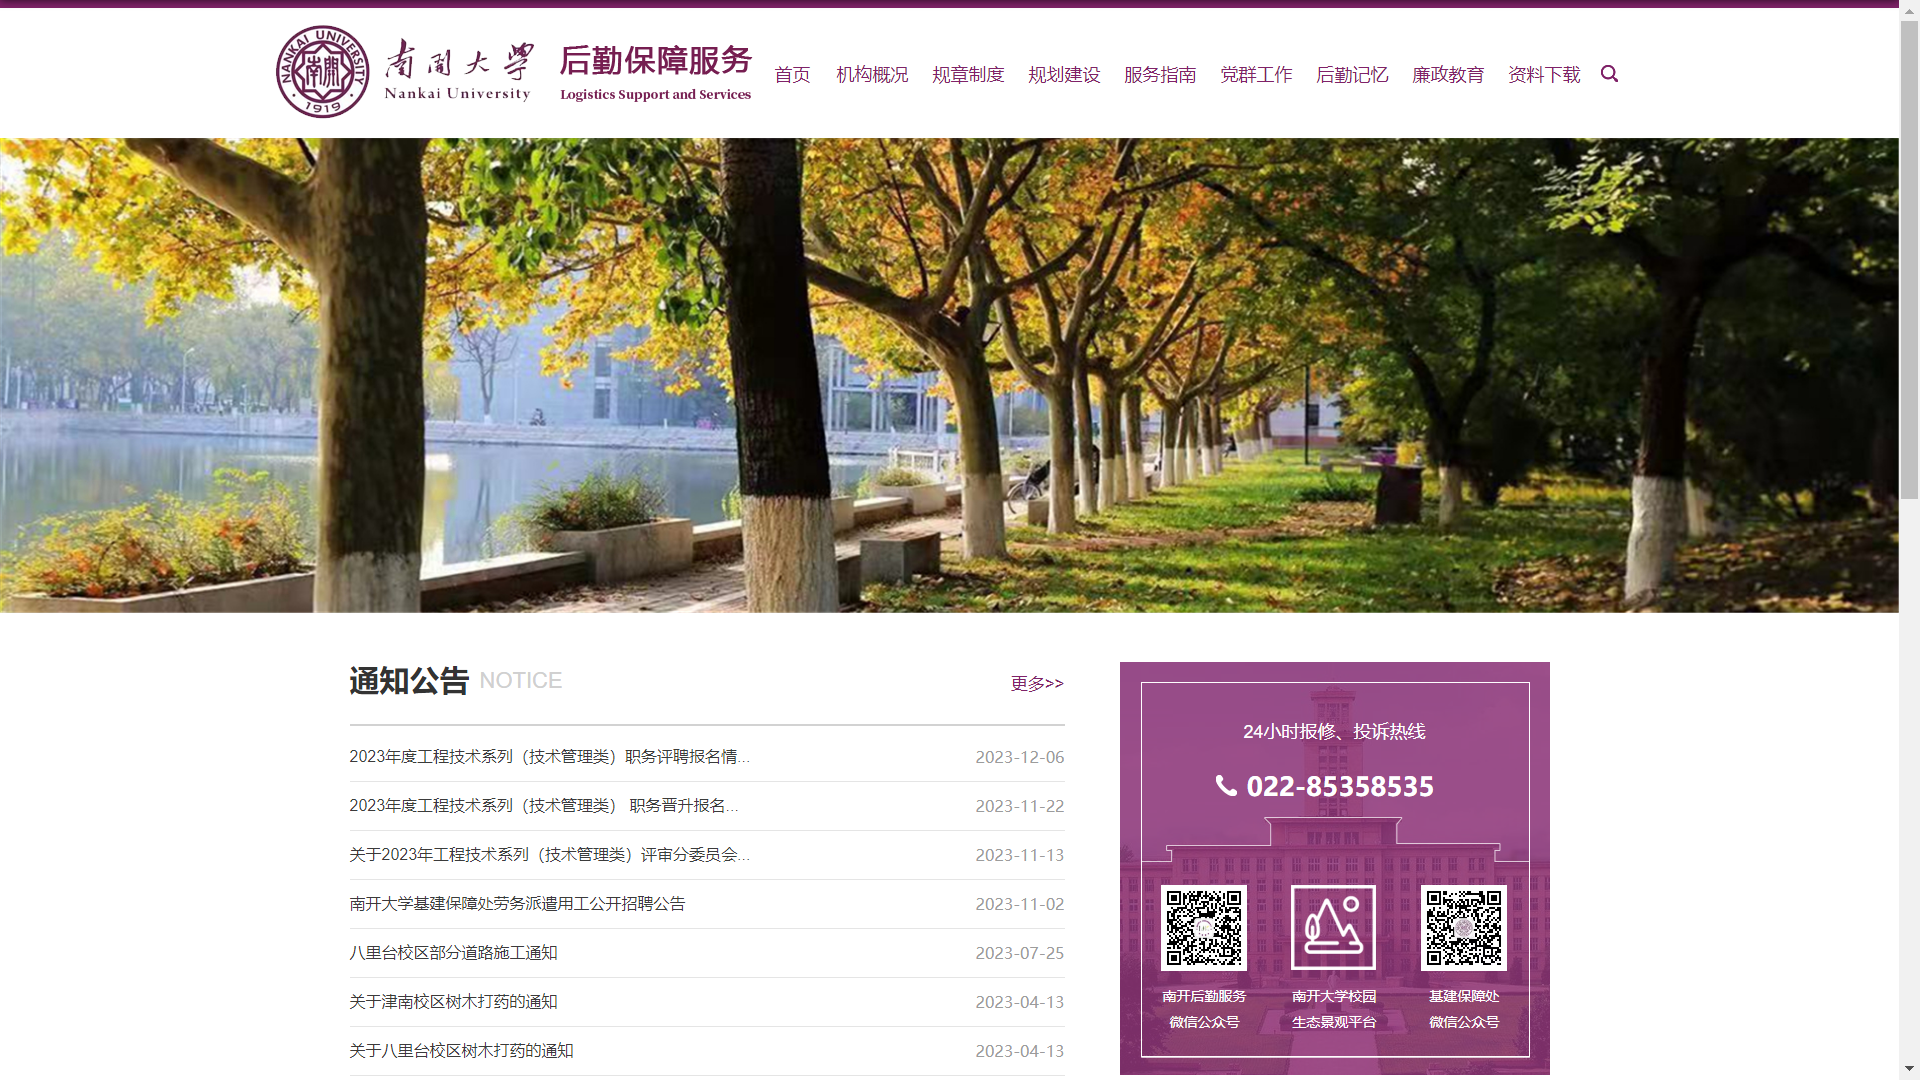 NANKAI UNIVERSITY
南開
1919
南開大學
Nankai University
后勤保障服务
Logistics Support and Services
首页 机构概况 规章制度 规划建设 服务指南 党群工作 后勤记忆 廉政教育 资料下载
通知公告 NOTICE
更多>>
2023年度工程技术系列（技术管理类）职务评聘报名情...
2023-12-06
2023年度工程技术系列（技术管理类） 职务晋升报名...
2023-11-22
关于2023年工程技术系列（技术管理类）评审分委员会...
2023-11-13
南开大学基建保障处劳务派遣用工公开招聘公告
2023-11-02
八里台校区部分道路施工通知
2023-07-25
关于津南校区树木打药的通知
2023-04-13
关于八里台校区树木打药的通知
2023-04-13
24小时报修、投诉热线
022-85358535
南开后勤服务
微信公众号
南开大学校园
生态景观平台
基建保障处
微信公众号